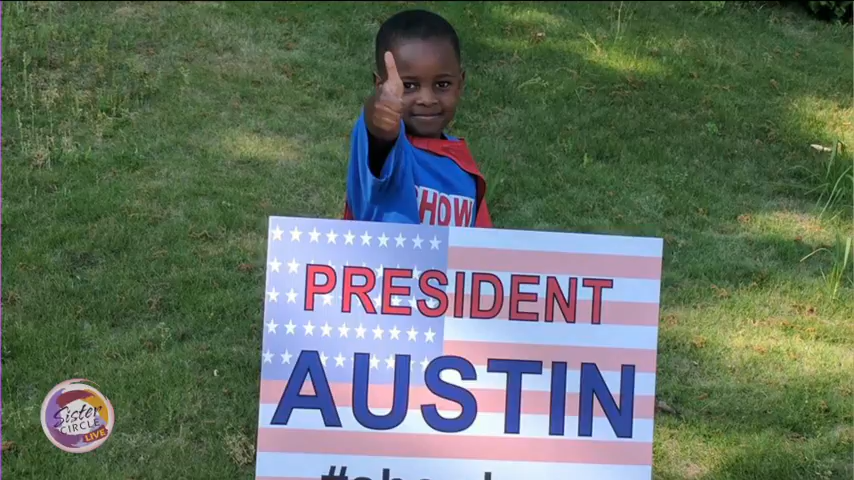 SHOW
PRESIDENT
AUSTIN
Sister
CIRCLE
LIVE